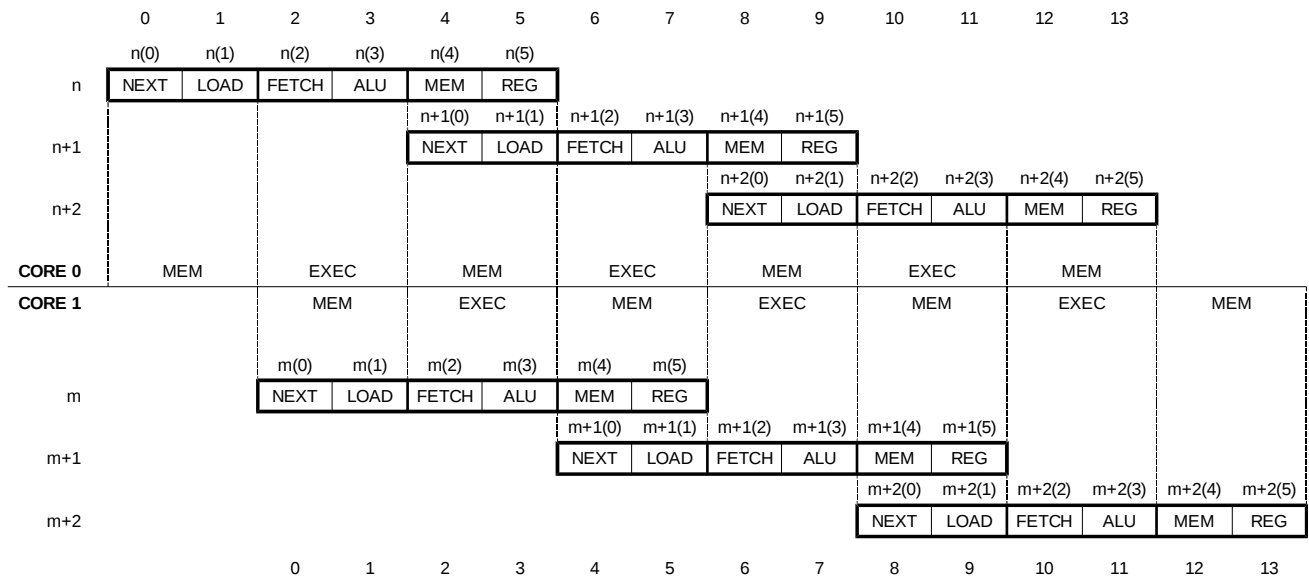 0 1 2 3 4 5 6 7 8 9 10 11 12 13
n(0) n(1) n(2) n(3) n(4) n(5)
n NEXT LOAD FETCH ALU MEM REG
n+1(0) n+1(1) n+1(2) n+1(3) n+1(4) n+1(5)
n+1 NEXT LOAD FETCH ALU MEM REG
n+2(0) n+2(1) n+2(2) n+2(3) n+2(4) n+2(5)
n+2 NEXT LOAD FETCH ALU MEM REG
CORE 0 MEM EXEC MEM EXEC MEM EXEC MEM
CORE 1 MEM EXEC MEM EXEC MEM EXEC MEM
m(0) m(1) m(2) m(3) m(4) m(5)
m NEXT LOAD FETCH ALU MEM REG
m+1(0) m+1(1) m+1(2) m+1(3) m+1(4) m+1(5)
m+1 NEXT LOAD FETCH ALU MEM REG
m+2(0) m+2(1) m+2(2) m+2(3) m+2(4) m+2(5)
m+2 NEXT LOAD FETCH ALU MEM REG
0 1 2 3 4 5 6 7 8 9 10 11 12 13